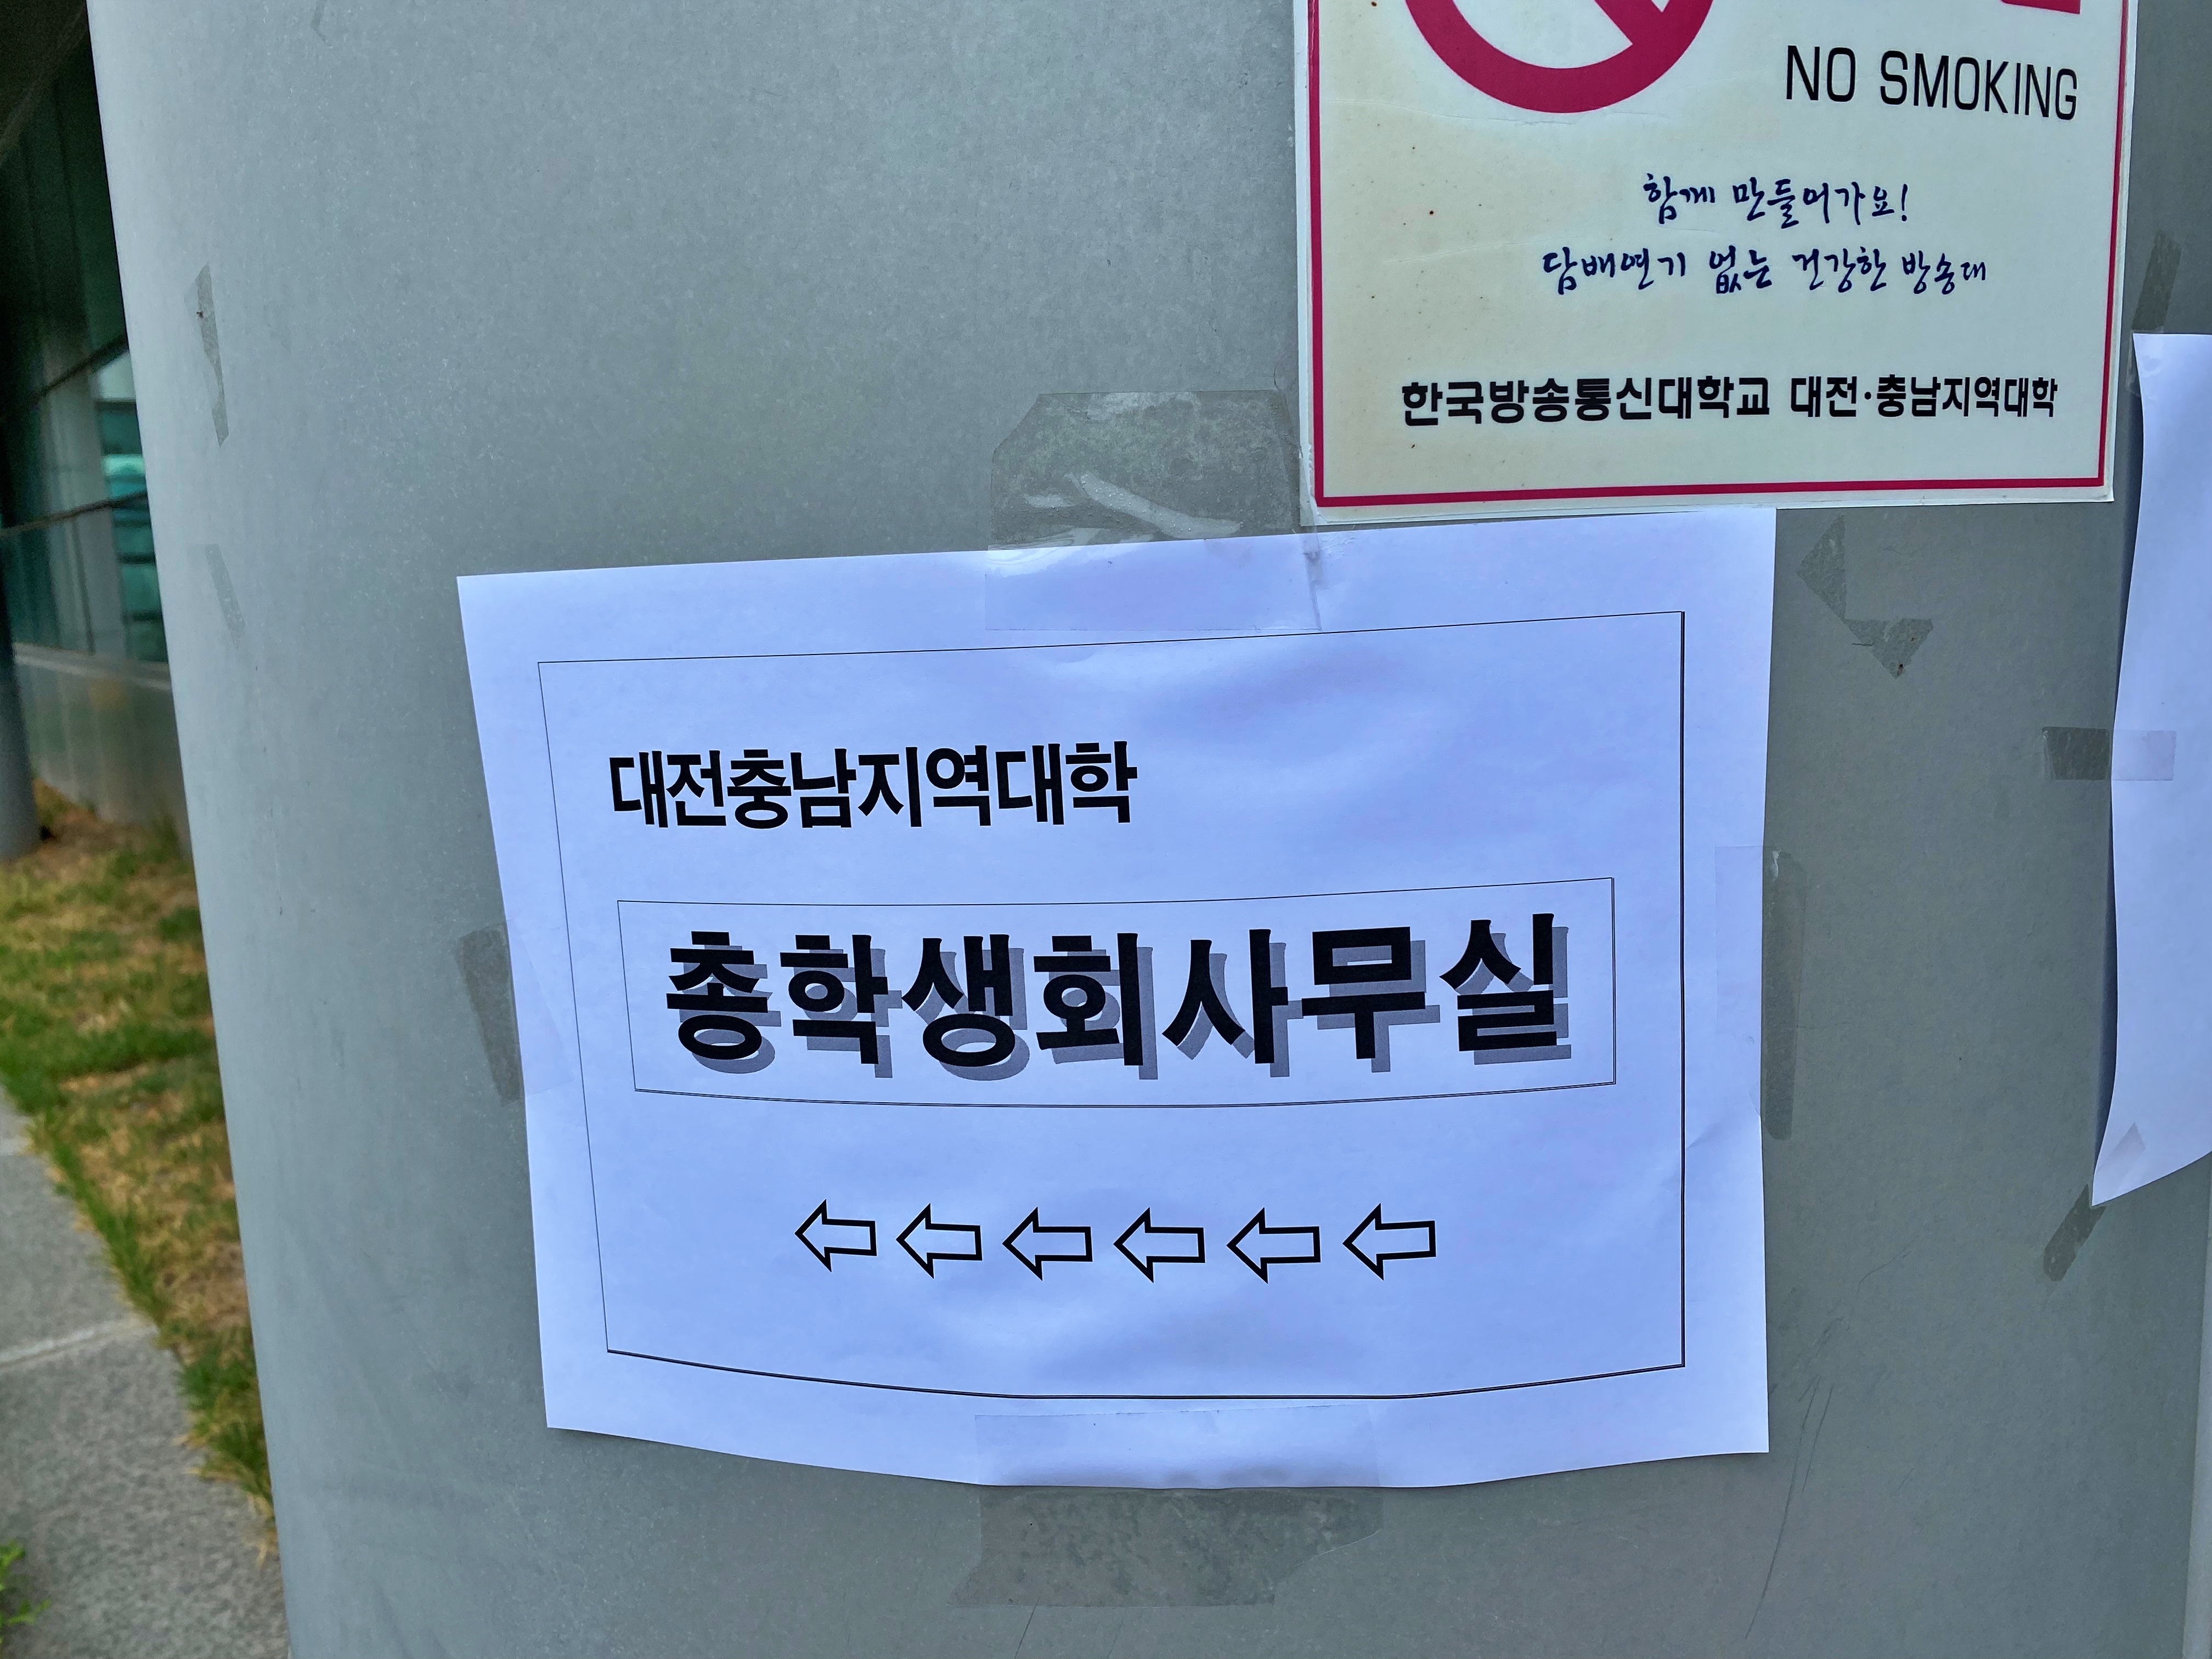 NO SMOKING
함께 만들어가요!
담배연기 없는 건강한 방송대
한국방송통신대학교 대전·충남지역대학
대전충남지역대학
총학생회사무실